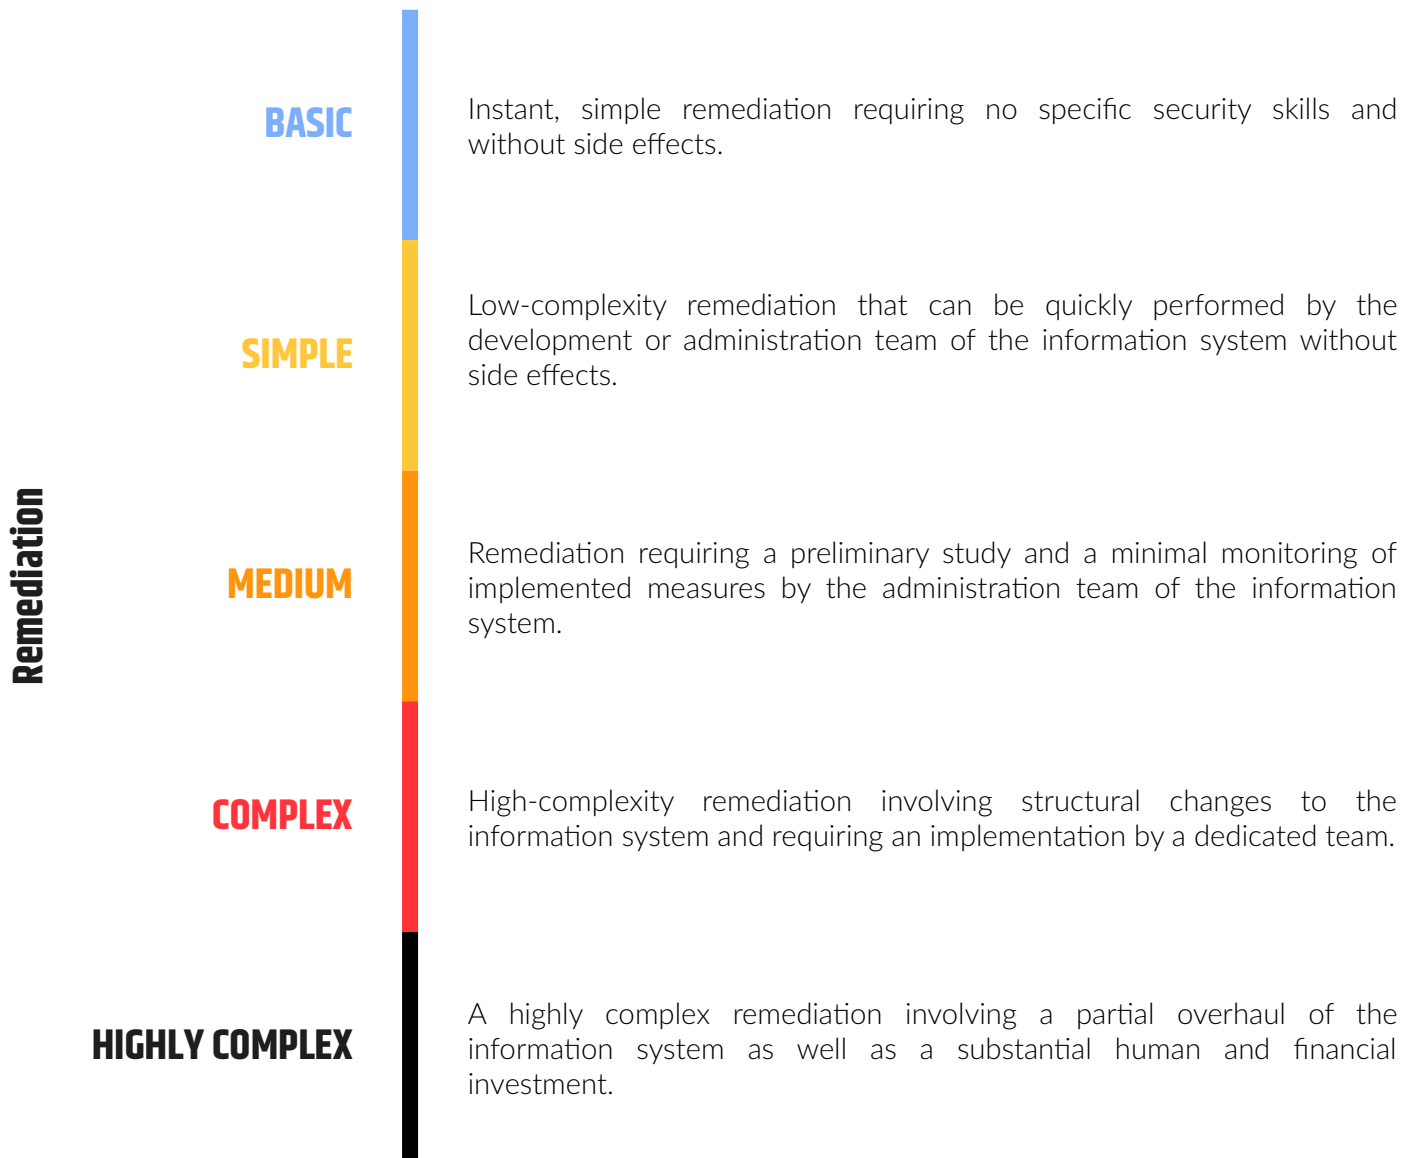 Remediation
BASIC
Instant, simple remediation requiring no specific security skills and
without side effects.
SIMPLE
Low-complexity remediation that can be quickly performed by the
development or administration team of the information system without
side effects.
MEDIUM
Remediation requiring a preliminary study and a minimal monitoring of
implemented measures by the administration team of the information
system.
COMPLEX
High-complexity remediation involving structural changes to the
information system and requiring an implementation by a dedicated team.
HIGHLY COMPLEX
A highly complex remediation involving a partial overhaul of the
information system as well as a substantial human and financial
investment.